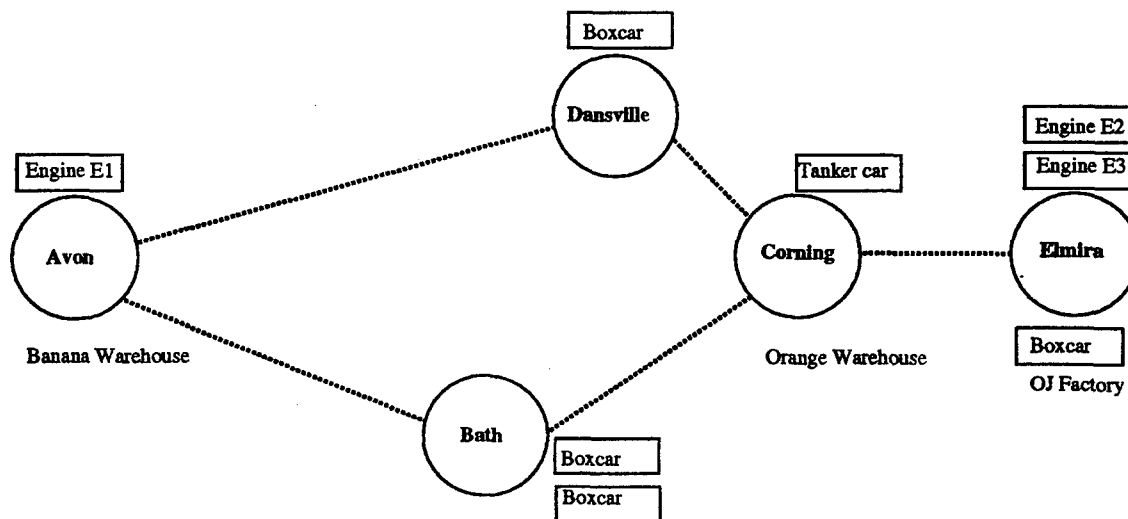 Boxcar
Dansville
Engine E2
Engine E3
Engine E1
Tanker car
Avon
Corning
Elmira
Banana Warehouse
Orange Warehouse
Boxcar
OJ Factory
Bath
Boxcar
Boxcar